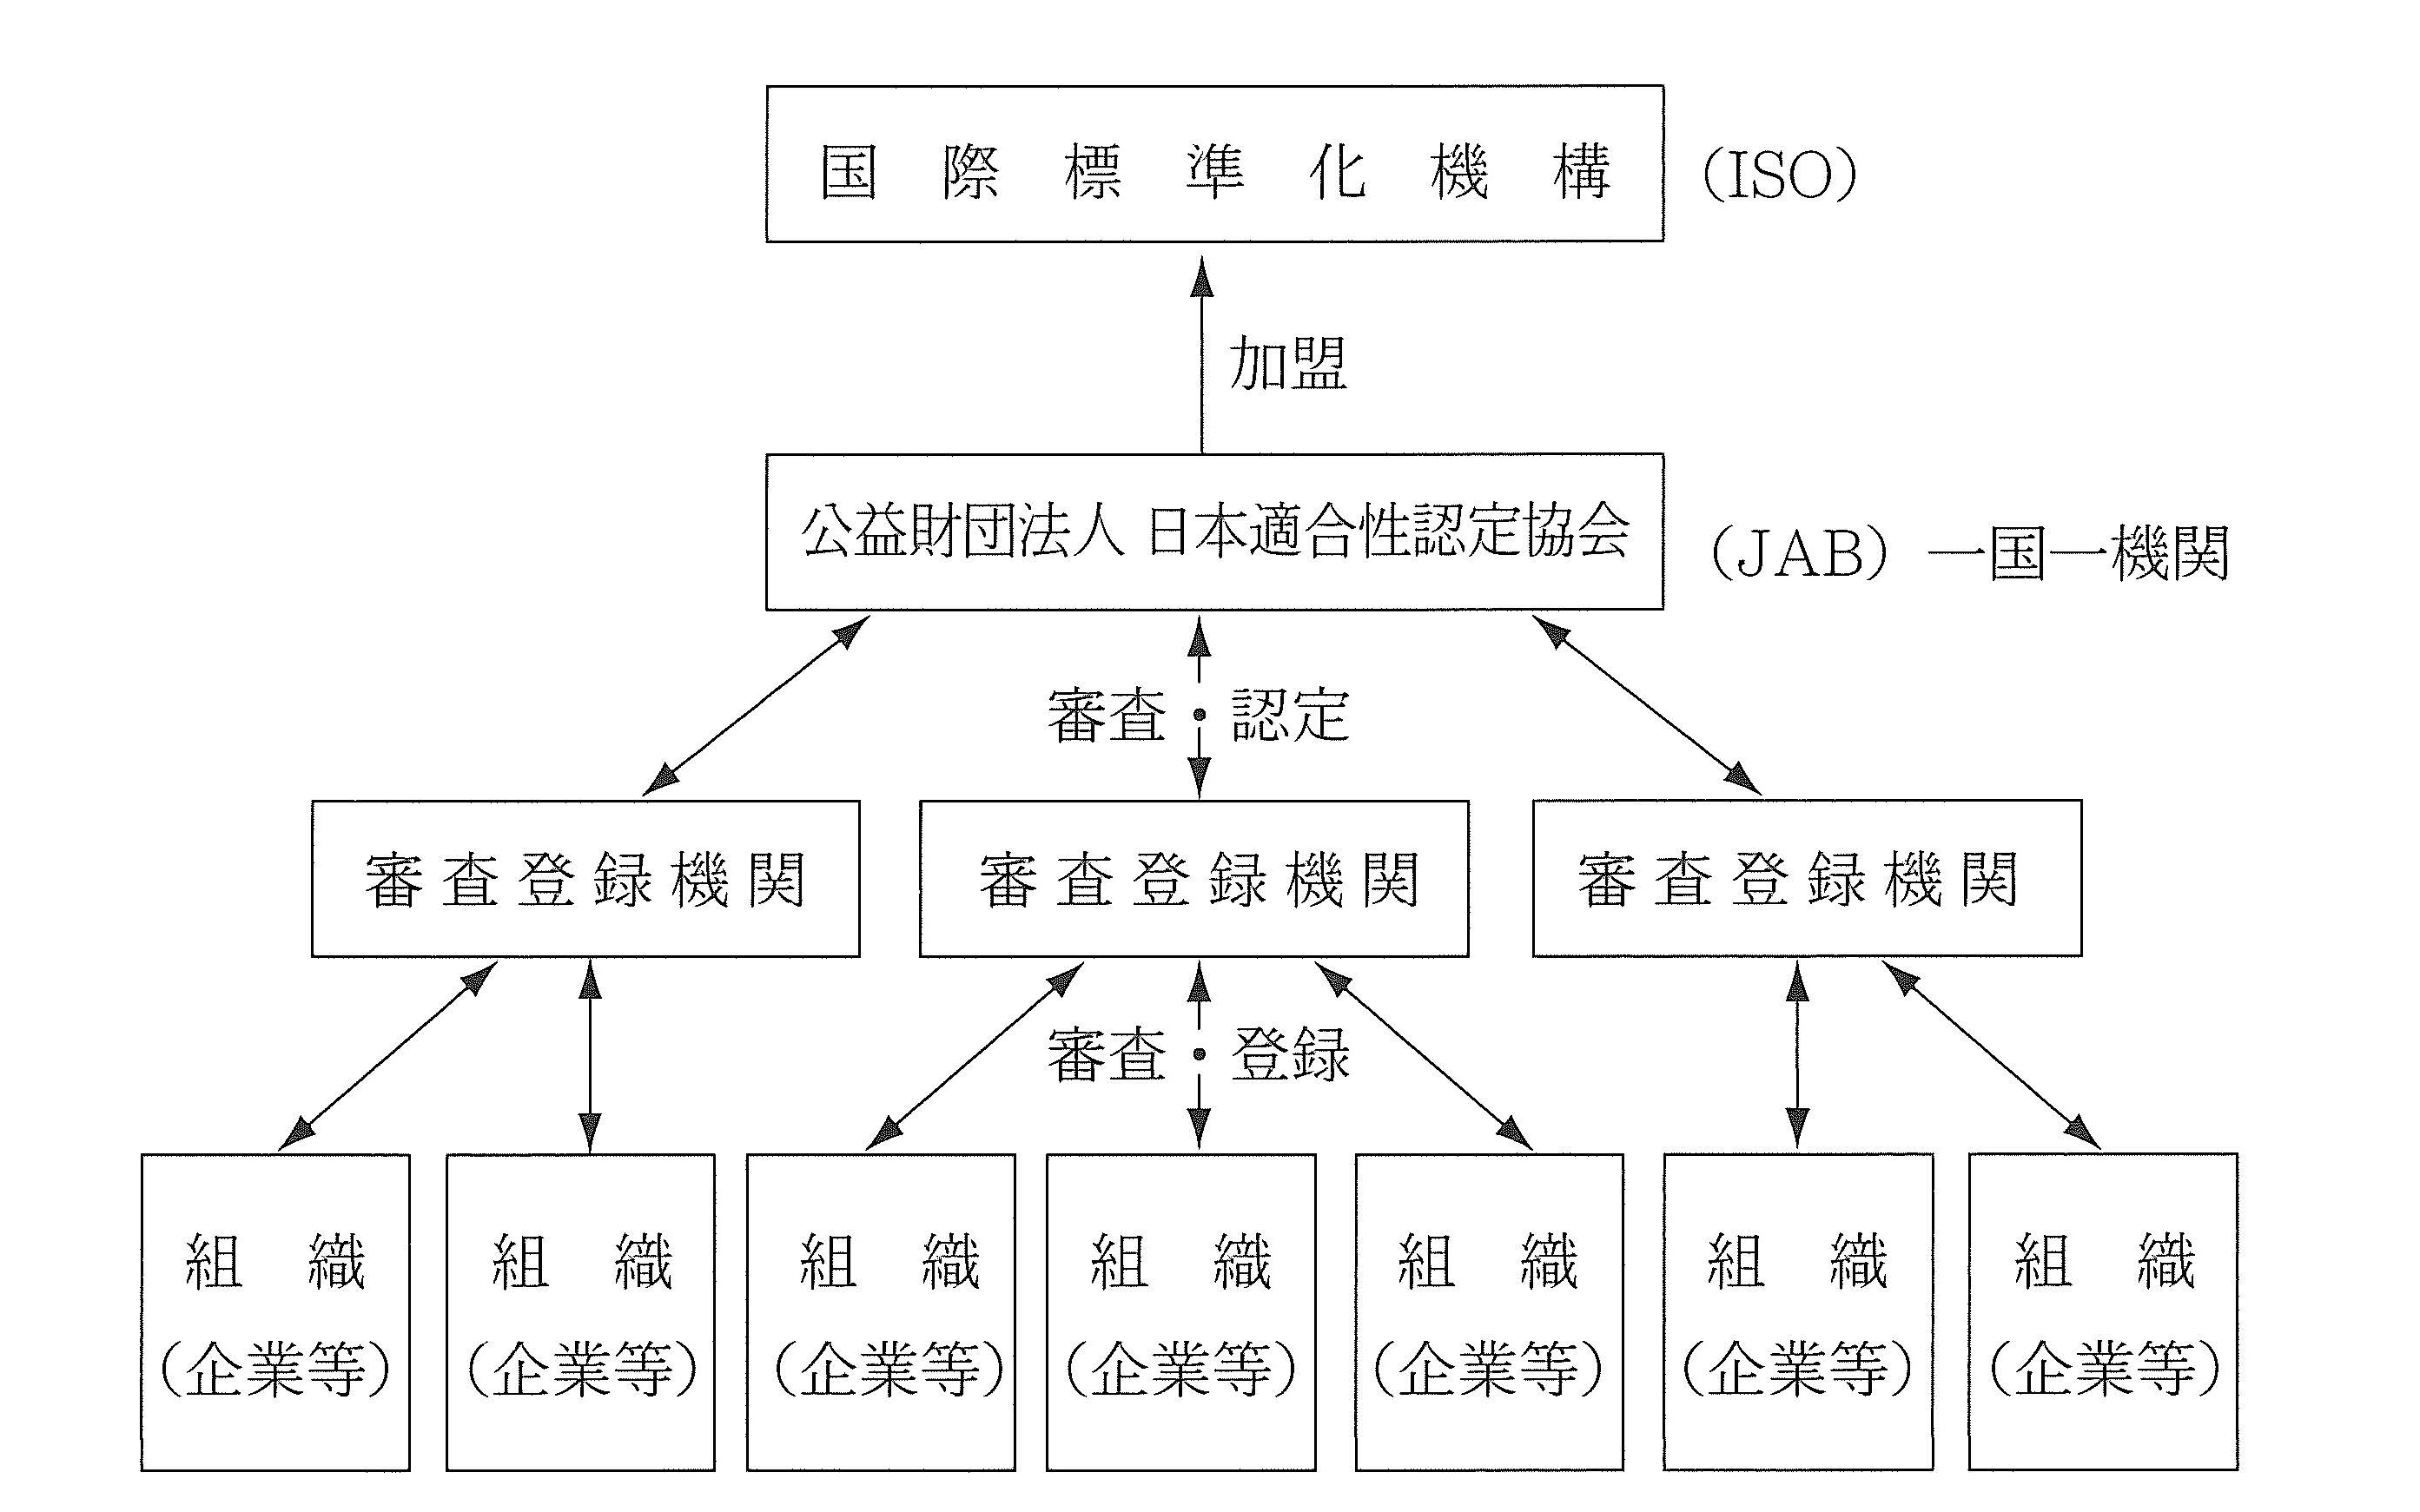 国際標準化機構 (ISO)
加盟
公益財団法人 日本適合性認定協会 (JAB) 一国一機関
審査・認定
審査登録機関 審査登録機関 審査登録機関
審査・登録
組織 組織 組織 組織 組織 組織 組織
(企業等) (企業等) (企業等) (企業等) (企業等) (企業等) (企業等)